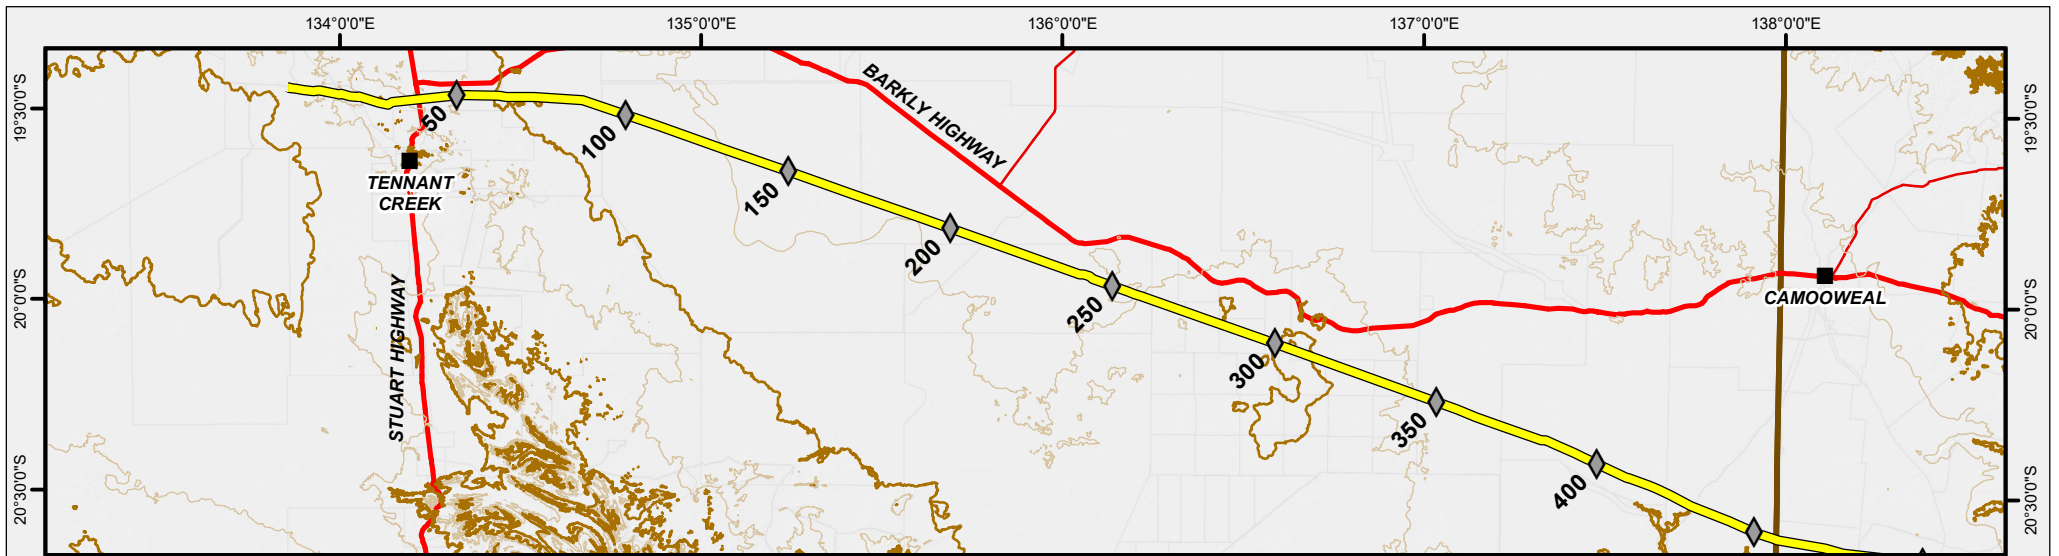 134°0'0"E
135°0'0"E
136°0'0"E
137°0'0"E
138°0'0"E
19°30'0"S
19°30'0"S
BARKLY HIGHWAY
50
100
TENNANT
CREEK
150
200
20°0'0"S
20°0'0"S
CAMOOWEAL
250
STUART HIGHWAY
300
350
400
20°30'0"S
20°30'0"S